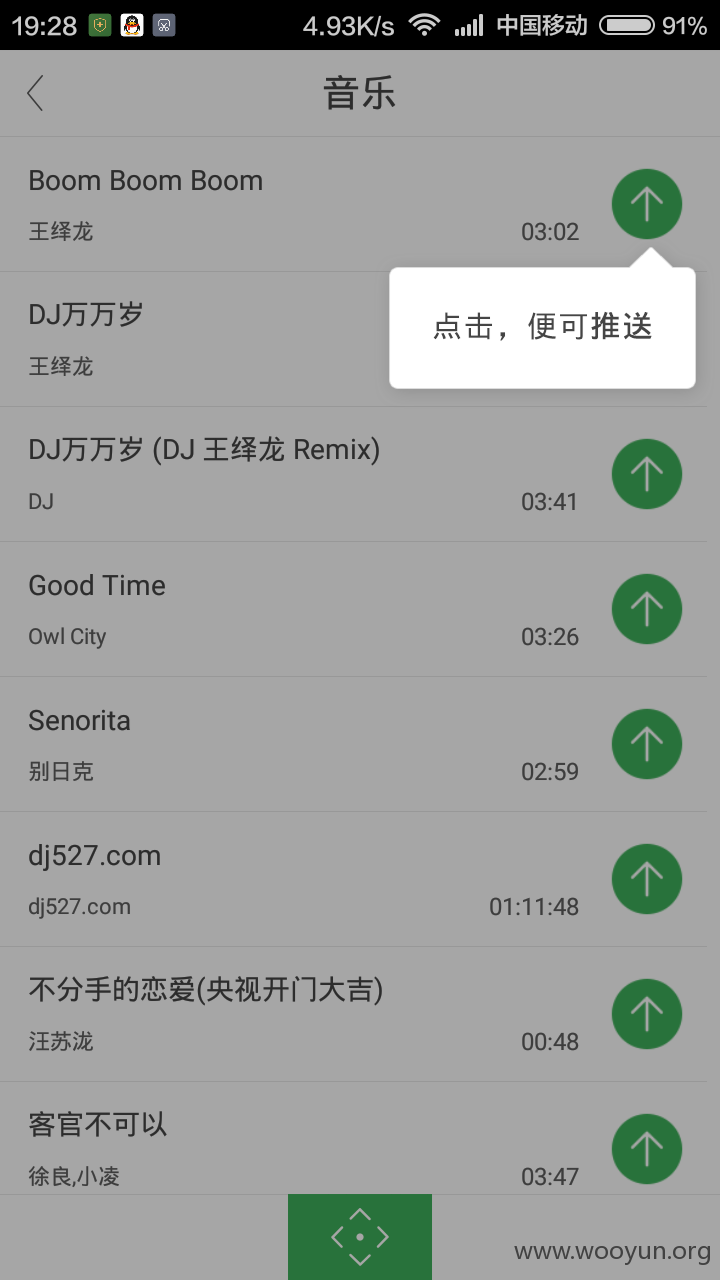 19:28 4.93K/s 中国移动 91%
音乐
Boom Boom Boom
王绎龙 03:02
点击，便可推送
DJ万万岁
王绎龙
DJ万万岁 (DJ 王绎龙 Remix)
DJ 03:41
Good Time
Owl City 03:26
Senorita
别日克 02:59
dj527.com
dj527.com 01:11:48
不分手的恋爱(央视开门大吉)
汪苏泷 00:48
客官不可以
徐良,小凌 03:47
www.wooyun.org